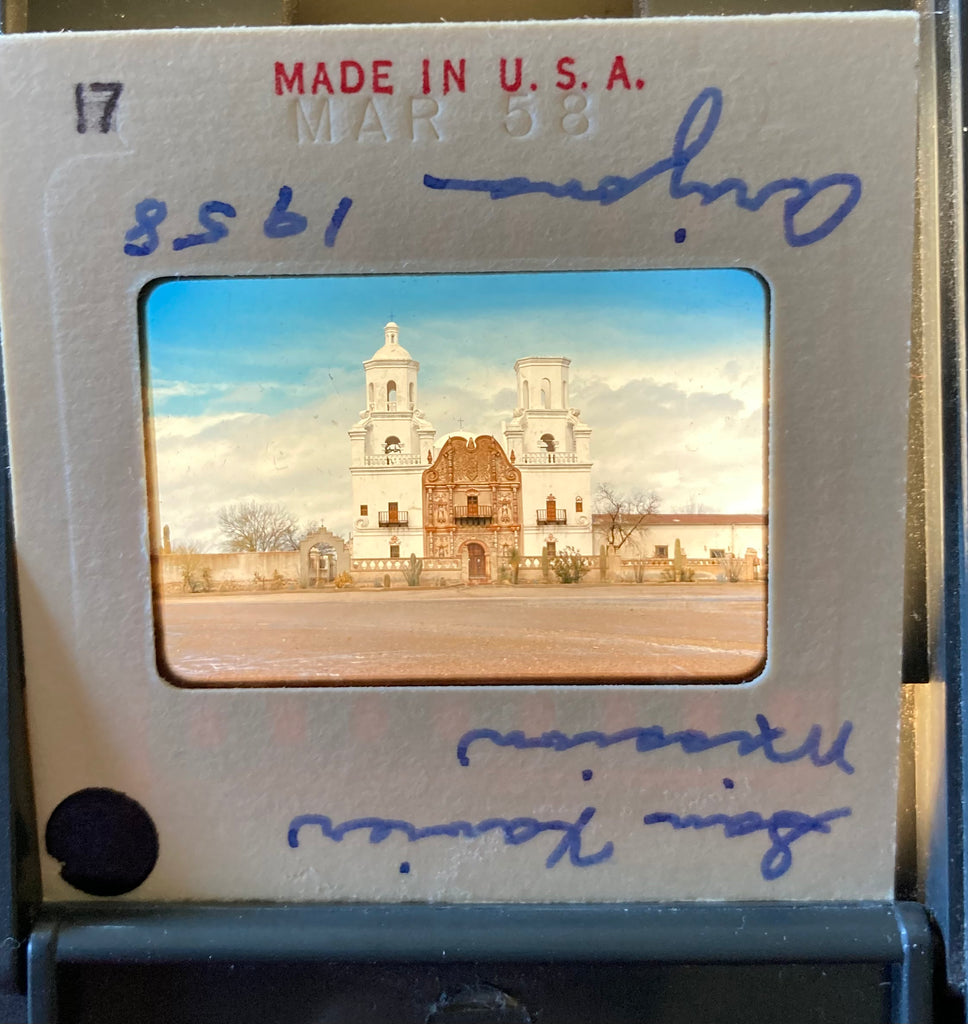 MADE IN U.S.A.
17
MAR 58
San Xavier
Mission
Arizona 1958